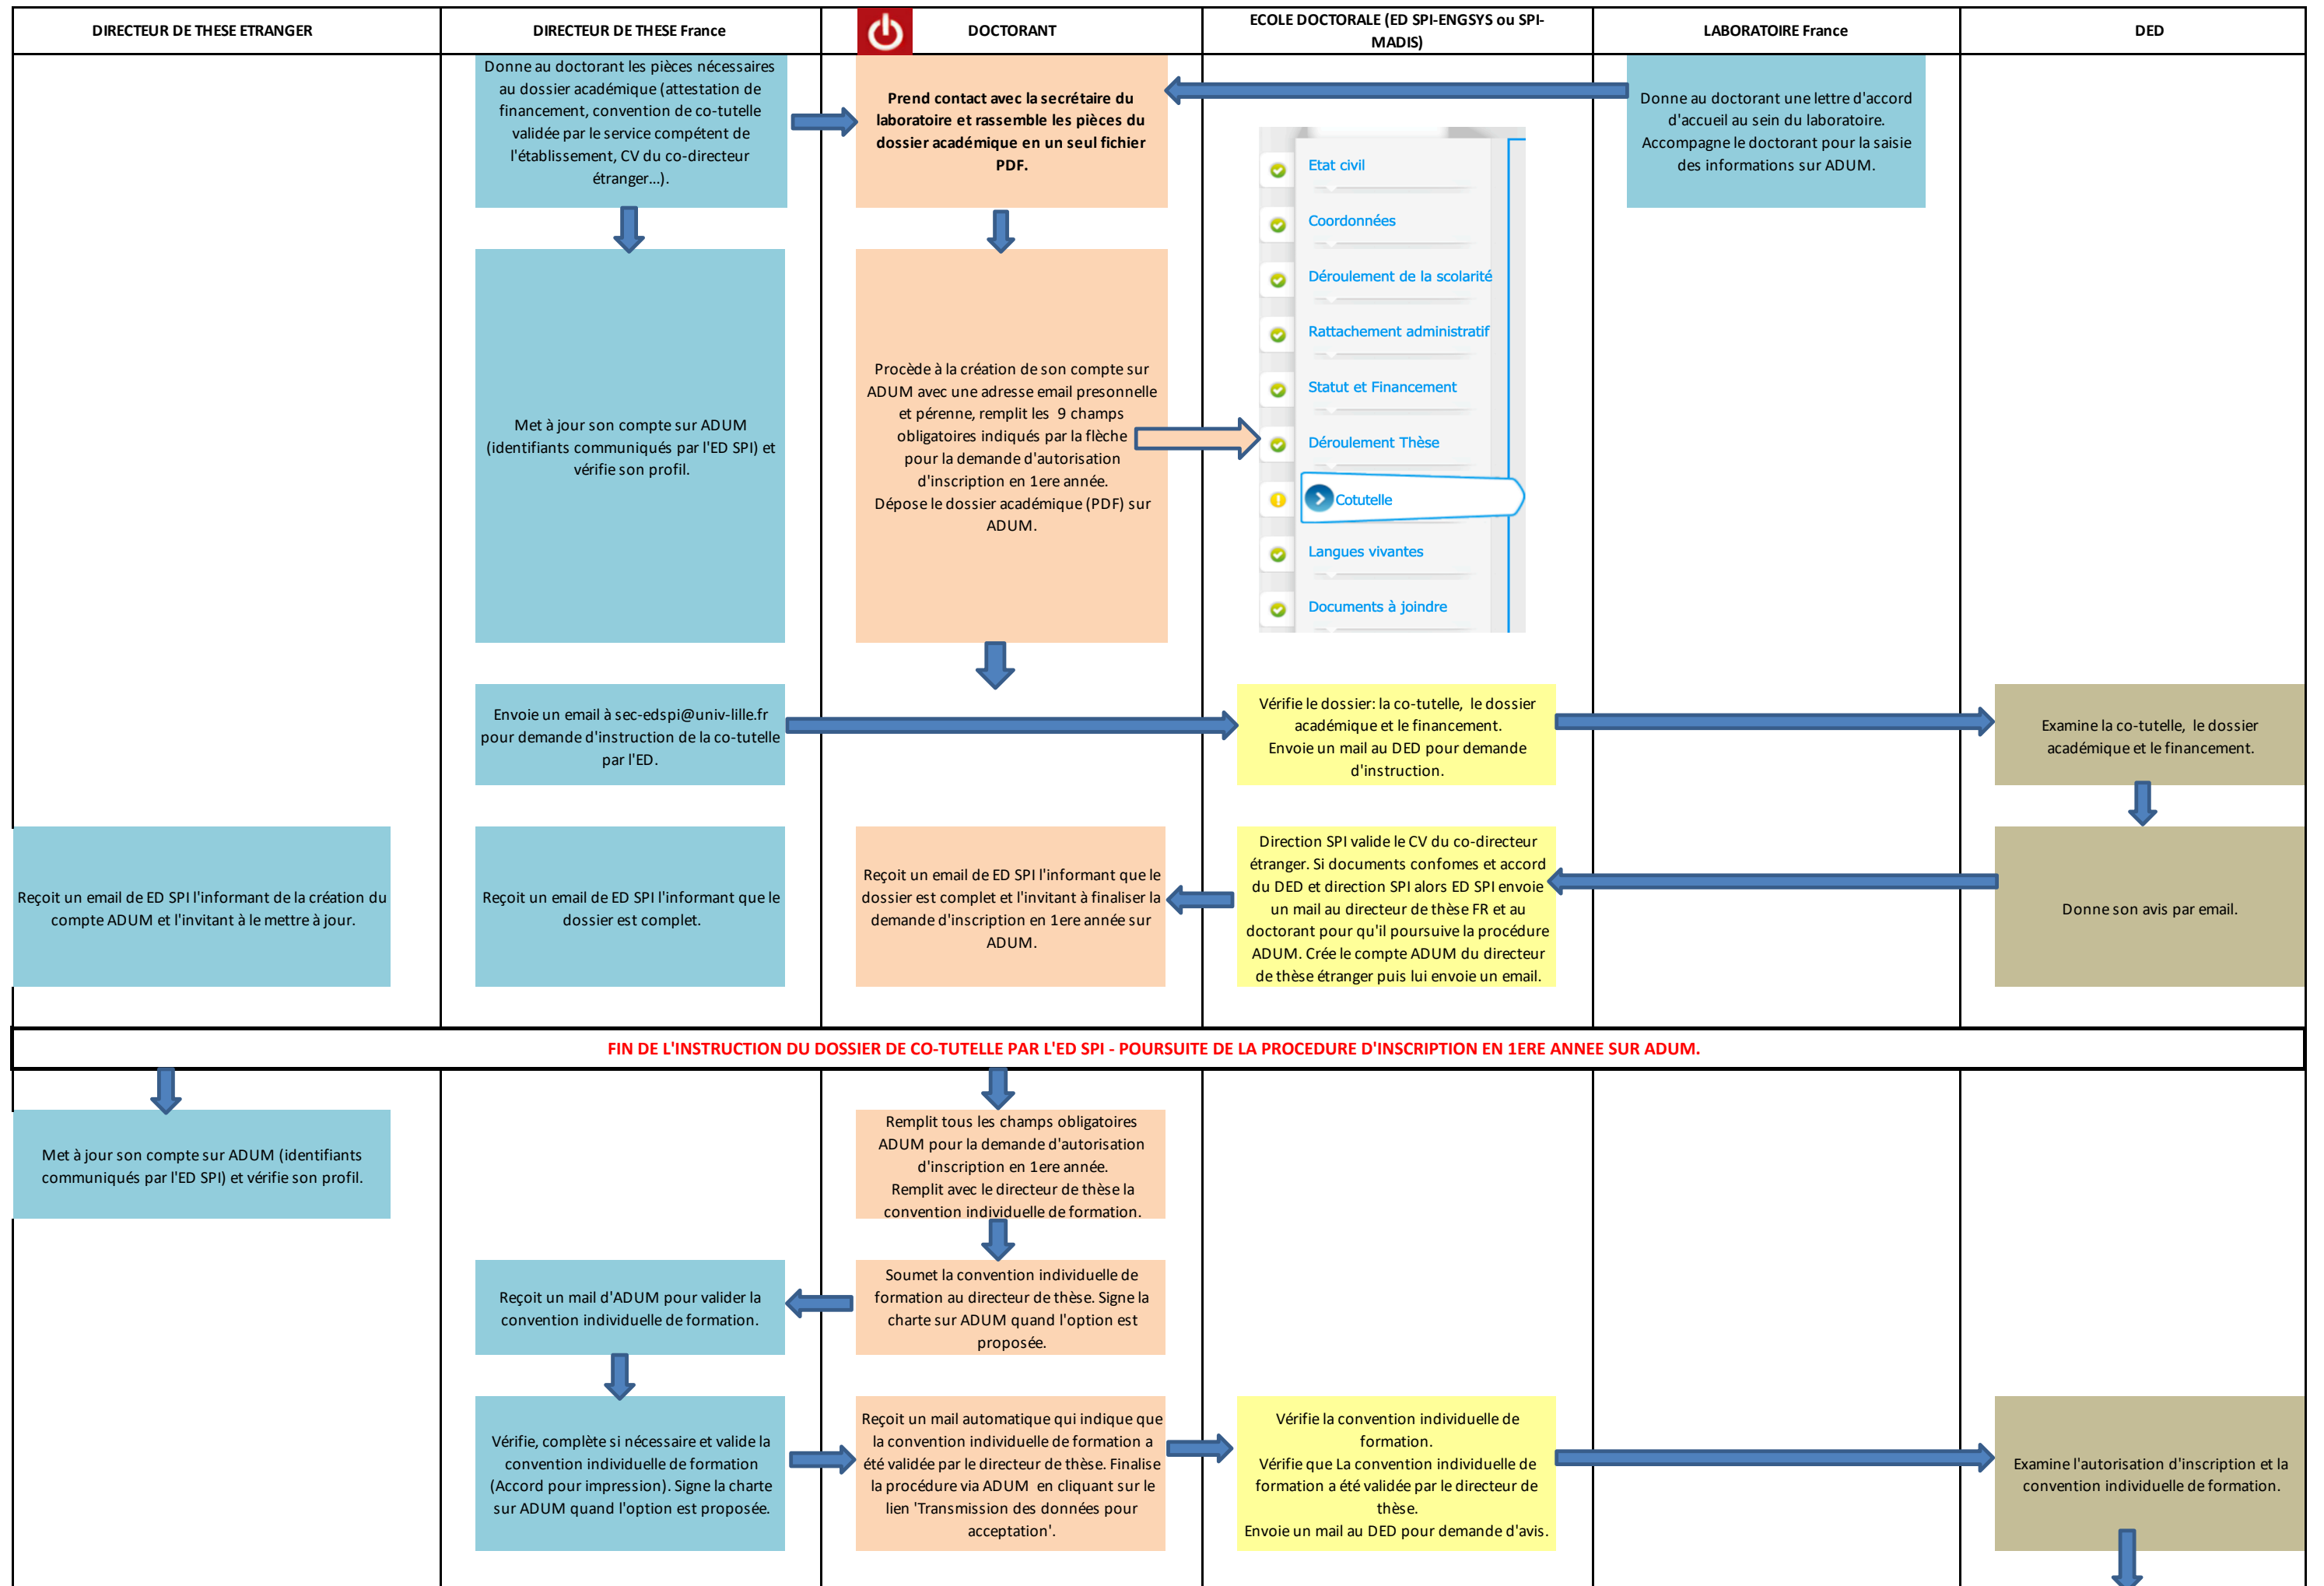 DIRECTEUR DE THESE ETRANGER
DIRECTEUR DE THESE France
DOCTORANT
ECOLE DOCTORALE (ED SPI-ENGSYS ou SPI-
MADIS)
LABORATOIRE France
DED
Donne au doctorant les pièces nécessaires
au dossier académique (attestation de
financement, convention de co-tutelle
validée par le service compétent de
l'établissement, CV du co-directeur
étranger…).
Prend contact avec la secrétaire du
laboratoire et rassemble les pièces du
dossier académique en un seul fichier
PDF.
Donne au doctorant une lettre d'accord
d'accueil au sein du laboratoire.
Accompagne le doctorant pour la saisie
des informations sur ADUM.
Met à jour son compte sur ADUM
(identifiants communiqués par l'ED SPI) et
vérifie son profil.
Procède à la création de son compte sur
ADUM avec une adresse email presonnelle
et pérenne, remplit les 9 champs
obligatoires indiqués par la flèche
pour la demande d'autorisation
d'inscription en 1ere année.
Dépose le dossier académique (PDF) sur
ADUM.
Etat civil
Coordonnées
Déroulement de la scolarité
Rattachement administratif
Statut et Financement
Déroulement Thèse
Cotutelle
Langues vivantes
Documents à joindre
Envoie un email à sec-edspi@univ-lille.fr
pour demande d'instruction de la co-tutelle
par l'ED.
Vérifie le dossier: la co-tutelle, le dossier
académique et le financement.
Envoie un mail au DED pour demande
d'instruction.
Examine la co-tutelle, le dossier
académique et le financement.
Reçoit un email de ED SPI l'informant de la création du
compte ADUM et l'invitant à le mettre à jour.
Reçoit un email de ED SPI l'informant que le
dossier est complet.
Reçoit un email de ED SPI l'informant que le
dossier est complet et l'invitant à finaliser la
demande d'inscription en 1ere année sur
ADUM.
Direction SPI valide le CV du co-directeur
étranger. Si documents confomes et accord
du DED et direction SPI alors ED SPI envoie
un mail au directeur de thèse FR et au
doctorant pour qu'il poursuive la procédure
ADUM. Crée le compte ADUM du directeur
de thèse étranger puis lui envoie un email.
Donne son avis par email.
FIN DE L'INSTRUCTION DU DOSSIER DE CO-TUTELLE PAR L'ED SPI - POURSUITE DE LA PROCEDURE D'INSCRIPTION EN 1ERE ANNEE SUR ADUM.
Met à jour son compte sur ADUM (identifiants
communiqués par l'ED SPI) et vérifie son profil.
Remplit tous les champs obligatoires
ADUM pour la demande d'autorisation
d'inscription en 1ere année.
Remplit avec le directeur de thèse la
convention individuelle de formation.
Reçoit un mail d'ADUM pour valider la
convention individuelle de formation.
Soumet la convention individuelle de
formation au directeur de thèse. Signe la
charte sur ADUM quand l'option est
proposée.
Vérifie, complète si nécessaire et valide la
convention individuelle de formation
(Accord pour impression). Signe la charte
sur ADUM quand l'option est proposée.
Reçoit un mail automatique qui indique que
la convention individuelle de formation a
été validée par le directeur de thèse. Finalise
la procédure via ADUM en cliquant sur le
lien 'Transmission des données pour
acceptation'.
Vérifie la convention individuelle de
formation.
Vérifie que La convention individuelle de
formation a été validée par le directeur de
thèse.
Envoie un mail au DED pour demande d'avis.
Examine l'autorisation d'inscription et la
convention individuelle de formation.